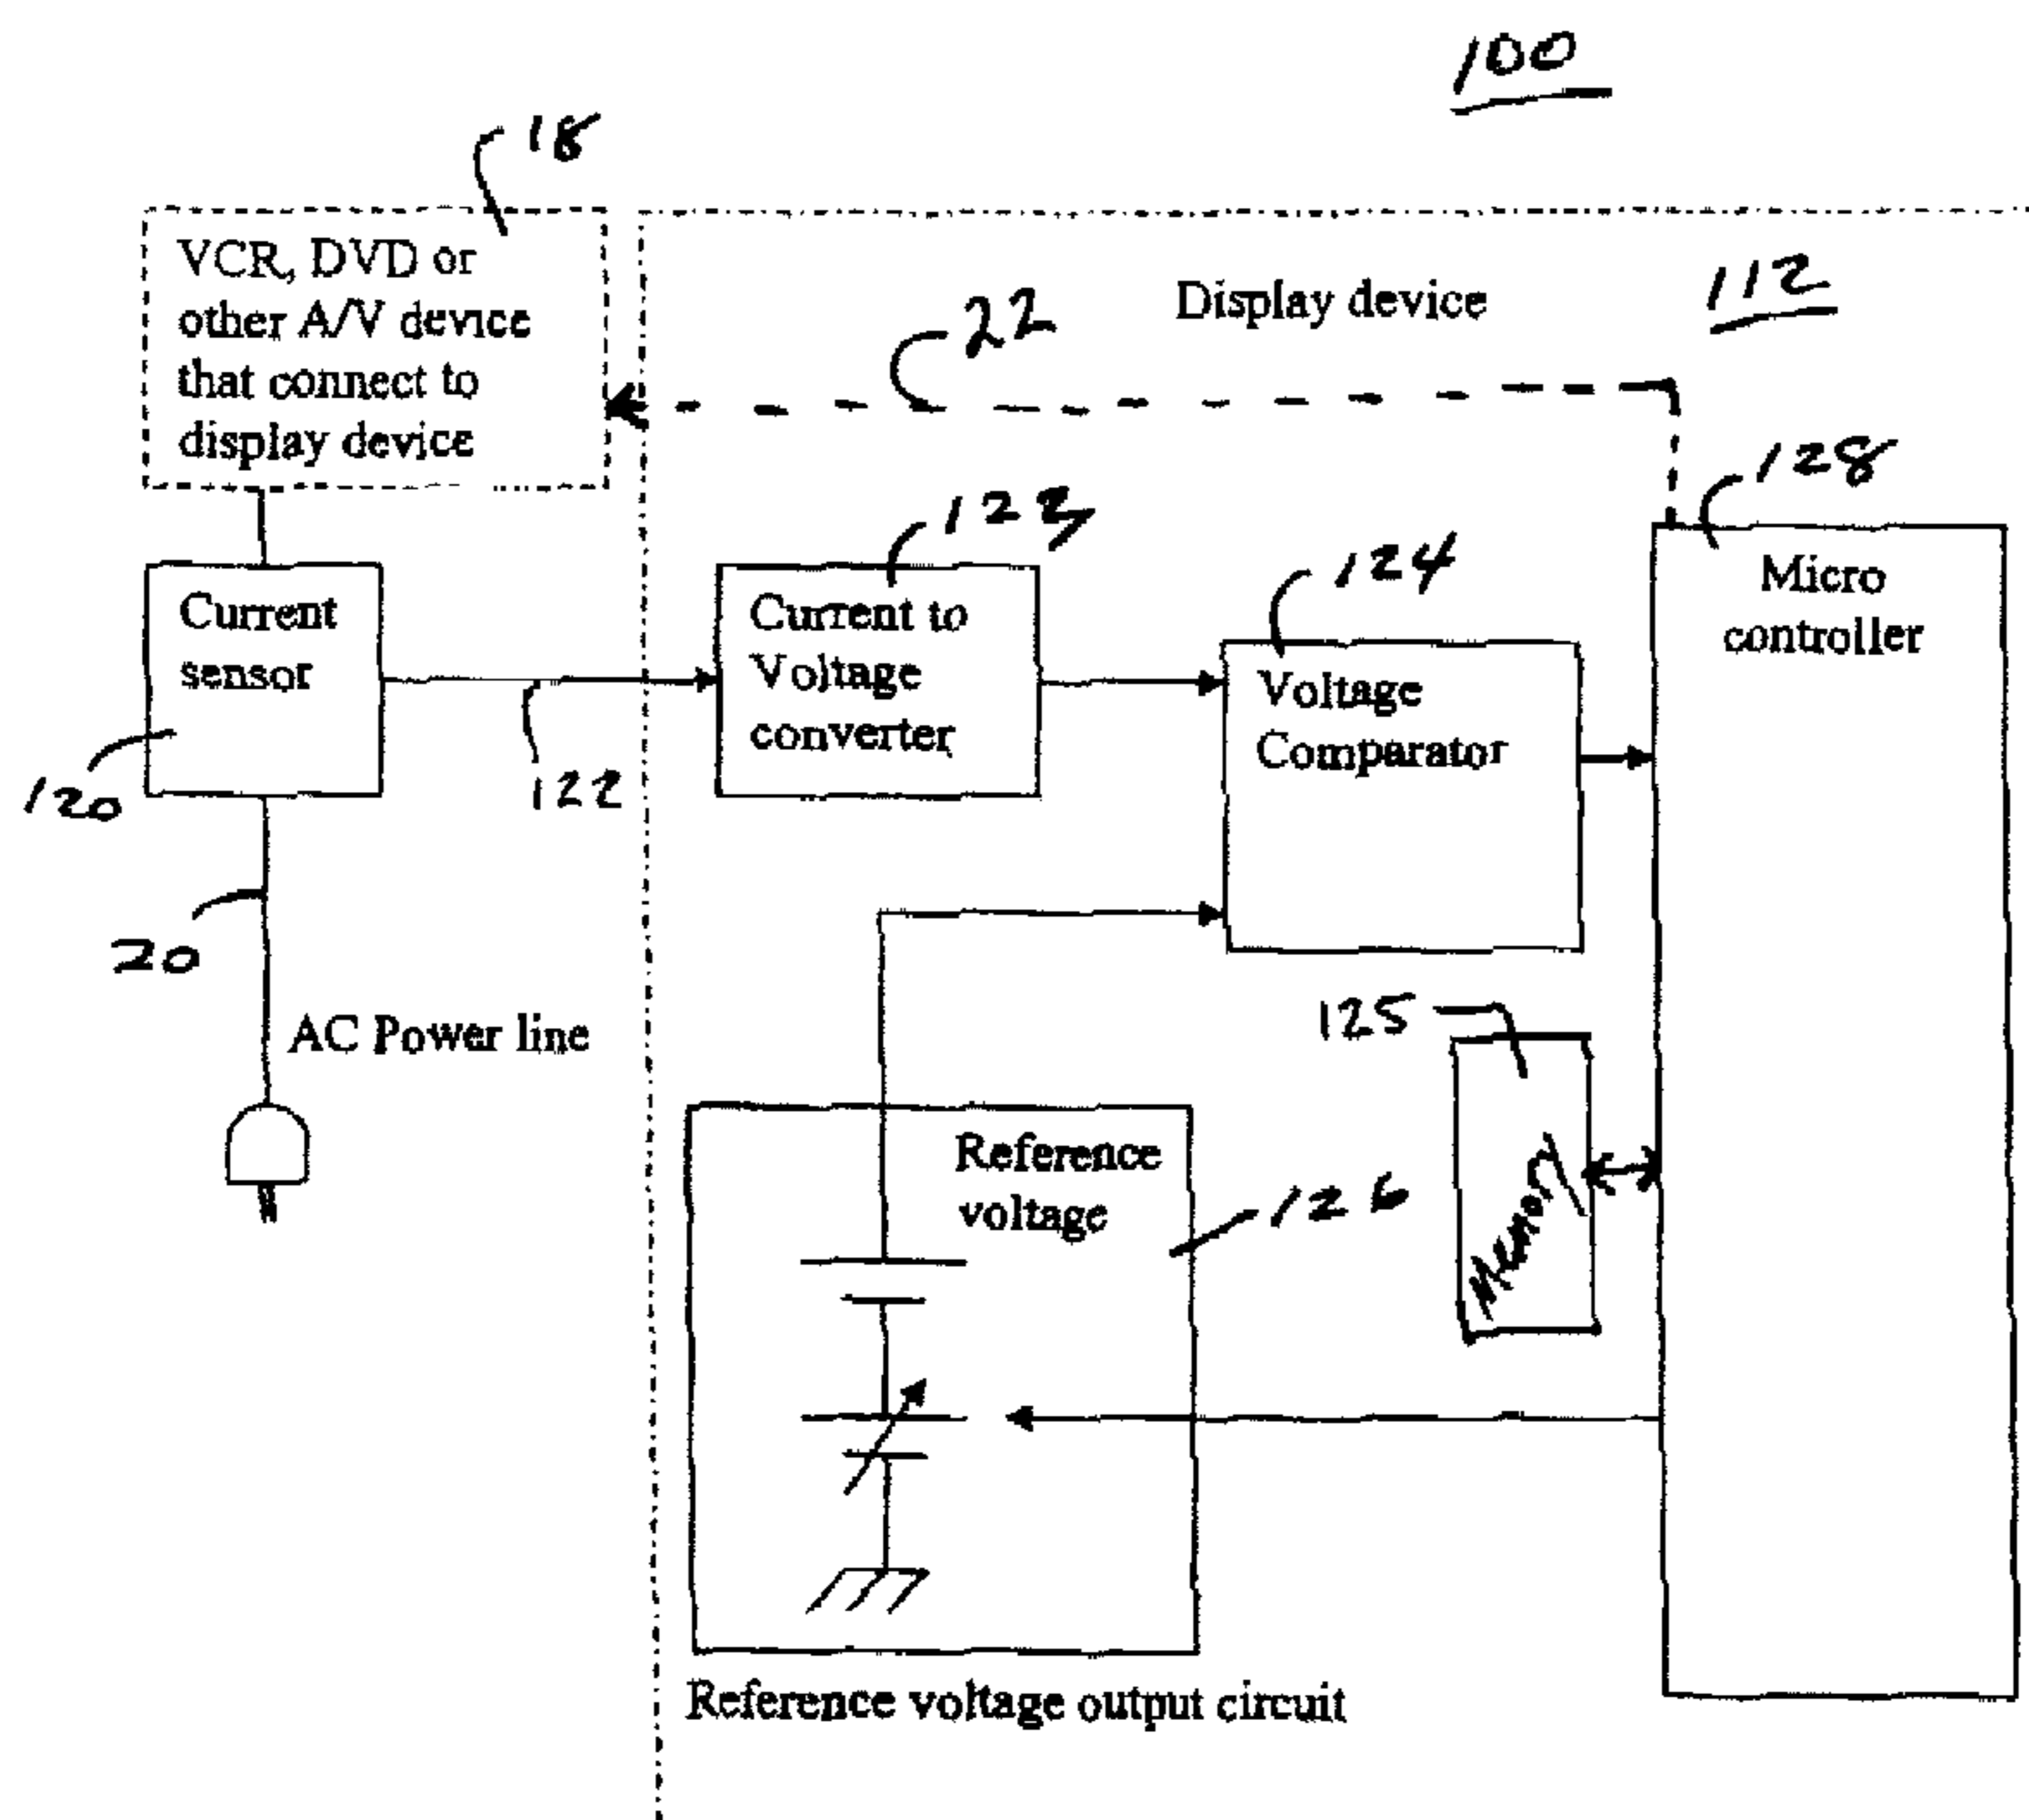 100
18
VCR, DVD or
other A/V device
that connect to
display device
22
Display device
112
128
Micro
controller
123
Current to
Voltage
converter
124
Voltage
Comparator
Current
sensor
120
122
20
AC Power line
125
Memory
Reference
voltage
126
Reference voltage output circuit